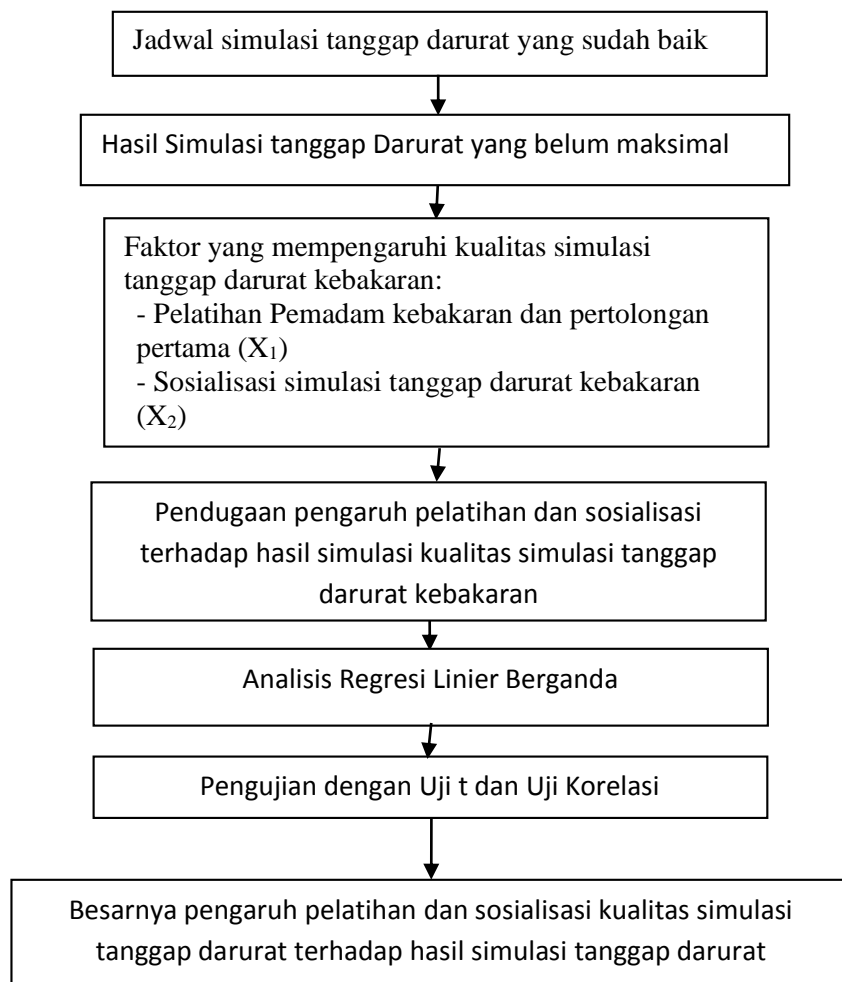 Jadwal simulasi tanggap darurat yang sudah baik
Hasil Simulasi tanggap Darurat yang belum maksimal
Faktor yang mempengaruhi kualitas simulasi
tanggap darurat kebakaran:
- Pelatihan Pemadam kebakaran dan pertolongan
pertama (X₁)
- Sosialisasi simulasi tanggap darurat kebakaran
(X₂)
Pendugaan pengaruh pelatihan dan sosialisasi
terhadap hasil simulasi kualitas simulasi tanggap
darurat kebakaran
Analisis Regresi Linier Berganda
Pengujian dengan Uji t dan Uji Korelasi
Besarnya pengaruh pelatihan dan sosialisasi kualitas simulasi
tanggap darurat terhadap hasil simulasi tanggap darurat